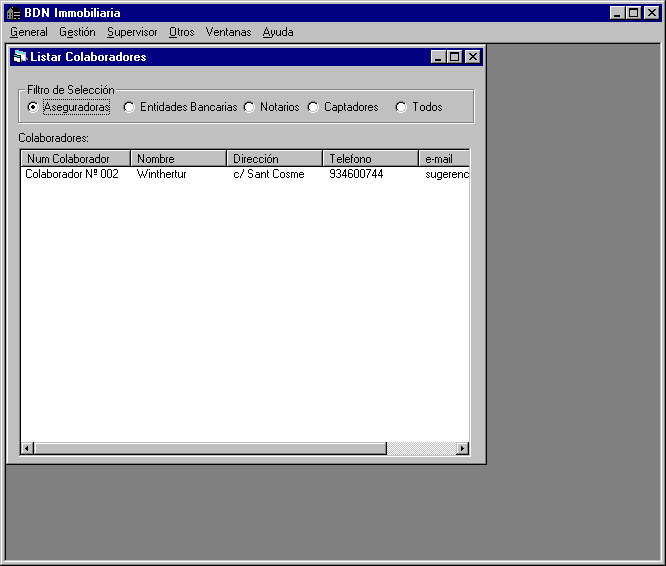 BDN Immobiliaria
General Gestión Supervisor Otros Ventanas Ayuda
Listar Colaboradores
Filtro de Selección
Aseguradoras Entidades Bancarias Notarios Captadores Todos
Colaboradores:
Num Colaborador Nombre Dirección Telefono e-mail
Colaborador Nº 002 Winthertur c/ Sant Cosme 934600744 sugerenc